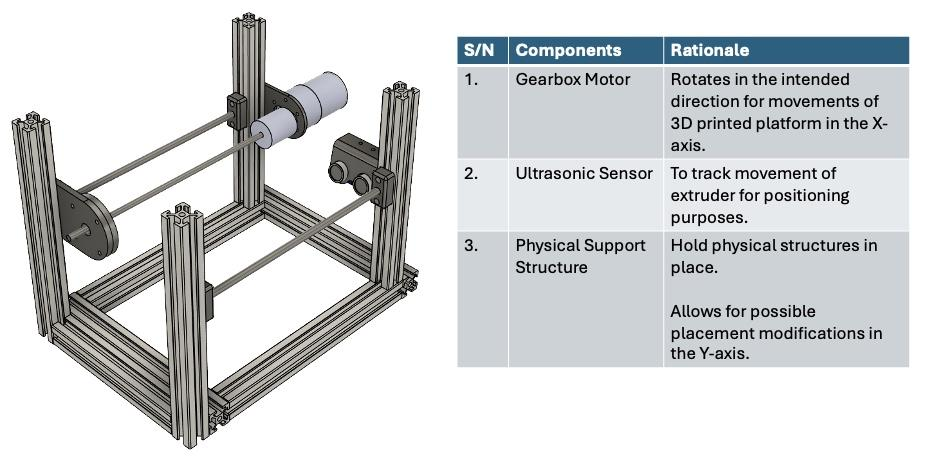 S/N Components Rationale
1. Gearbox Motor Rotates in the intended
direction for movements of
3D printed platform in the X-
axis.
2. Ultrasonic Sensor To track movement of
extruder for positioning
purposes.
3. Physical Support Hold physical structures in
Structure place.
Allows for possible
placement modifications in
the Y-axis.